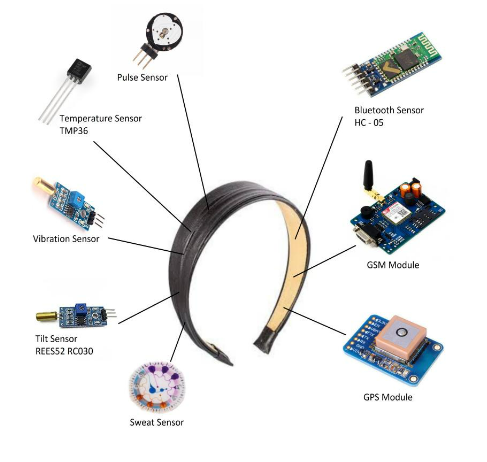 Pulse Sensor
Temperature Sensor
TMP36
Bluetooth Sensor
HC - 05
Vibration Sensor
GSM Module
Tilt Sensor
REES52 RC030
GPS Module
Sweat Sensor